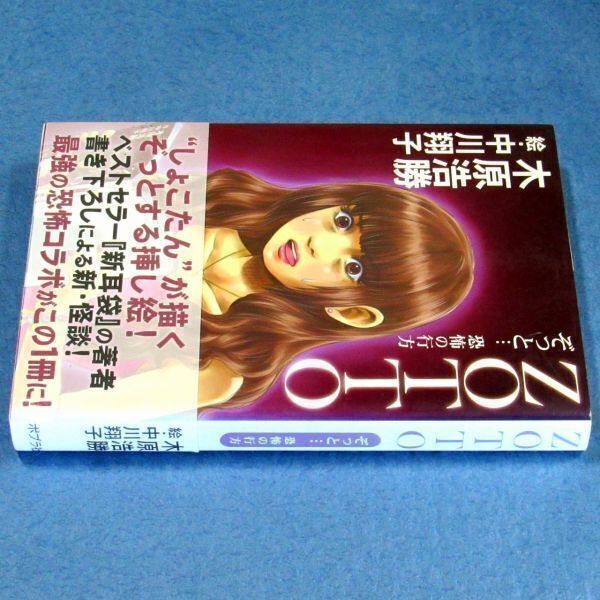 木原浩勝
絵・中川翔子
ZOTTO
ぞっと…恐怖の行方
“しょこたん”が描く
ぞっとする挿し絵！
ベストセラー『新耳袋』の著者
書き下ろしによる新・怪談！
最強の恐怖コラボがこの1冊に！
ZOTTO
ぞっと…恐怖の行方
木原浩勝
絵・中川翔子
ポプラ社